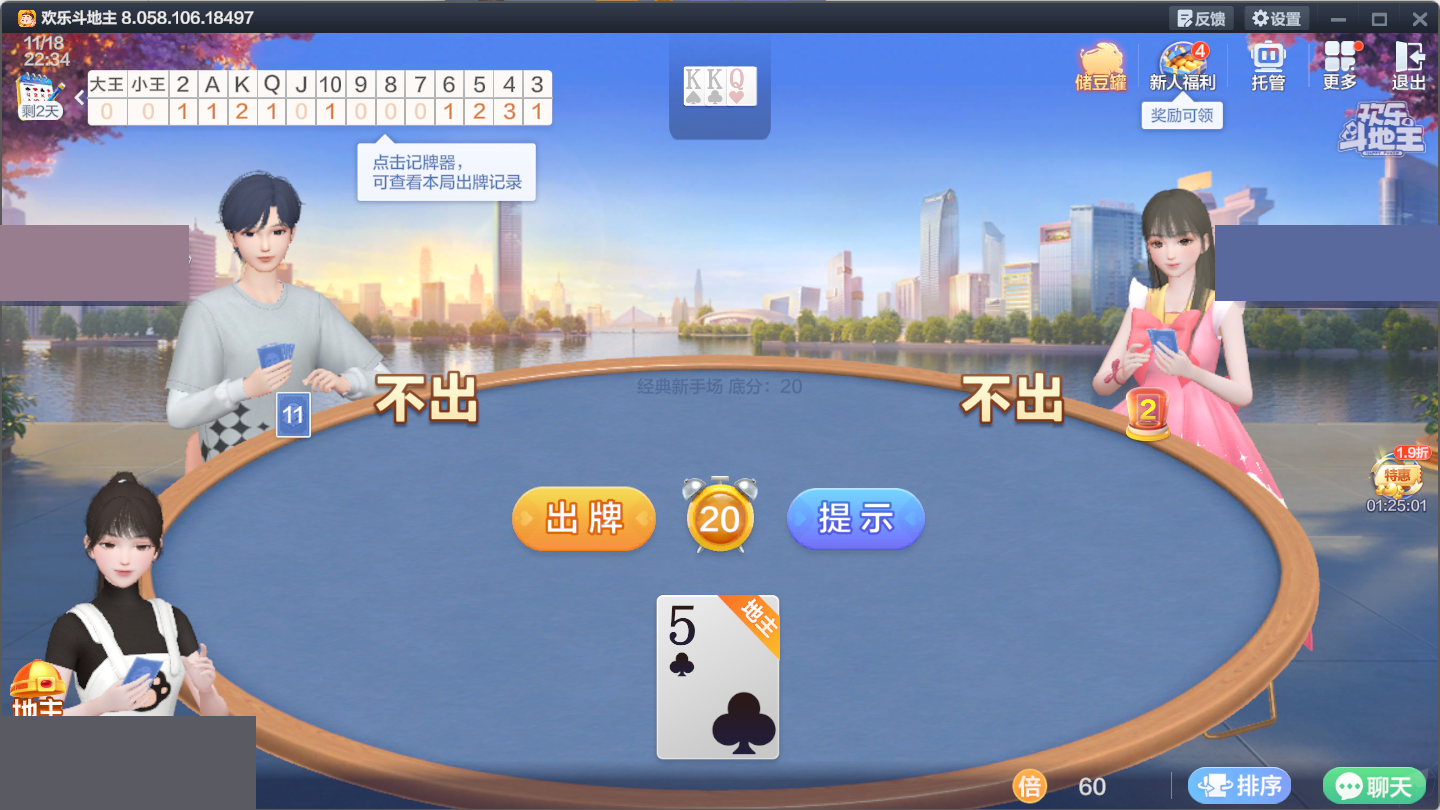 欢乐斗地主 8.058.106.18497
反馈
设置
11/18
22:34
剩2天
大王 小王 2 A K Q J 10 9 8 7 6 5 4 3
0 0 1 1 2 1 0 1 0 0 0 1 2 3 1
点击记牌器，
可查看本局出牌记录
K K Q
储豆罐
新人福利
4
托管
更多
退出
奖励可领
欢乐
斗地主
不出
不出
经典新手场 底分：20
11
2
1.9折
特惠
01:25:01
出牌
20
提示
5
地主
地主
倍
60
排序
聊天